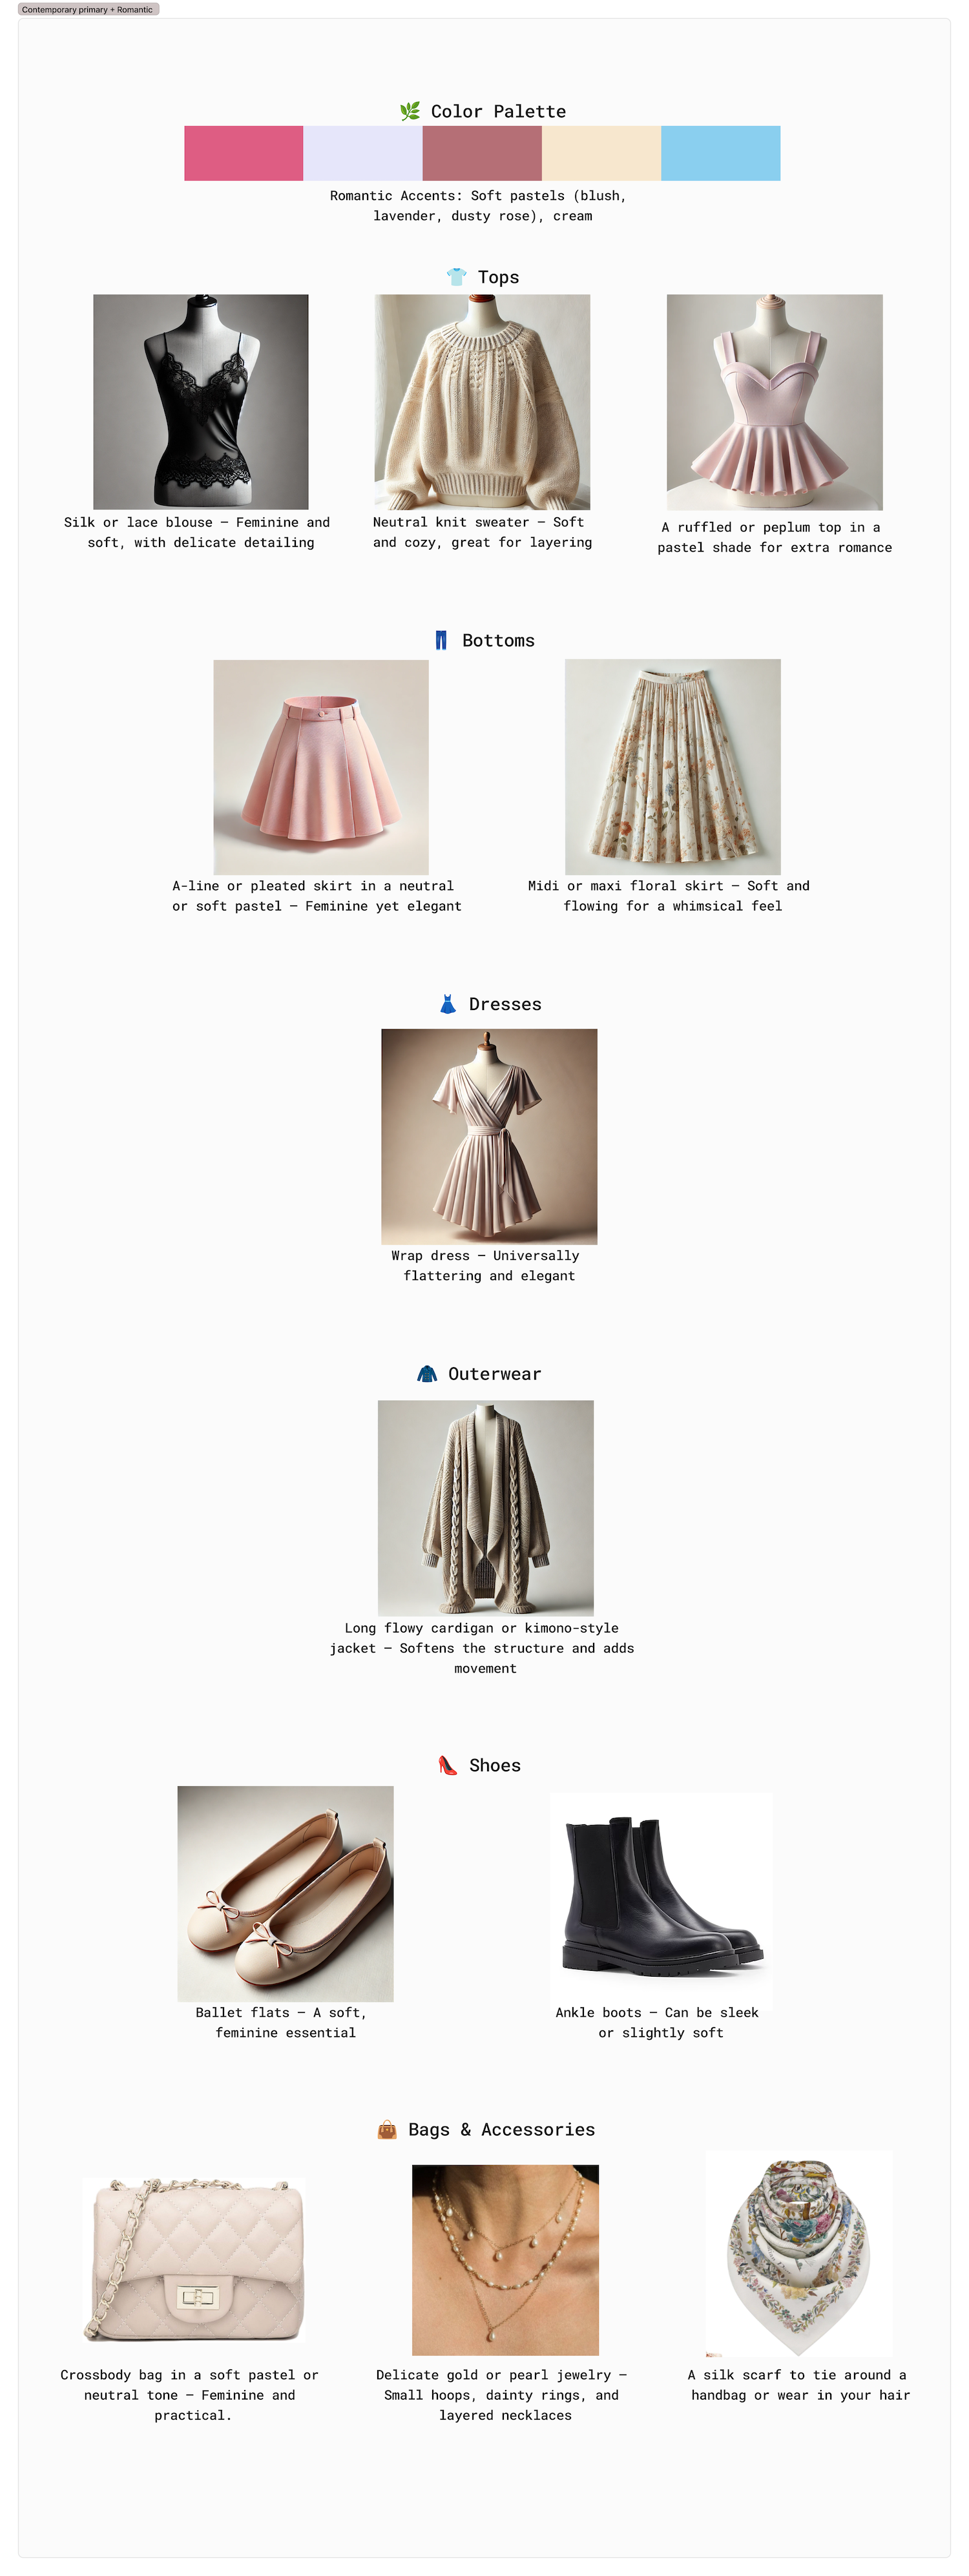 Contemporary primary + Romantic
🌿 Color Palette
Romantic Accents: Soft pastels (blush,
lavender, dusty rose), cream
👕 Tops
Silk or lace blouse – Feminine and
soft, with delicate detailing
Neutral knit sweater – Soft
and cozy, great for layering
A ruffled or peplum top in a
pastel shade for extra romance
👖 Bottoms
A-line or pleated skirt in a neutral
or soft pastel – Feminine yet elegant
Midi or maxi floral skirt – Soft and
flowing for a whimsical feel
👗 Dresses
Wrap dress – Universally
flattering and elegant
🧥 Outerwear
Long flowy cardigan or kimono-style
jacket – Softens the structure and adds
movement
👠 Shoes
Ballet flats – A soft,
feminine essential
Ankle boots – Can be sleek
or slightly soft
👜 Bags & Accessories
Crossbody bag in a soft pastel or
neutral tone – Feminine and
practical.
Delicate gold or pearl jewelry –
Small hoops, dainty rings, and
layered necklaces
A silk scarf to tie around a
handbag or wear in your hair